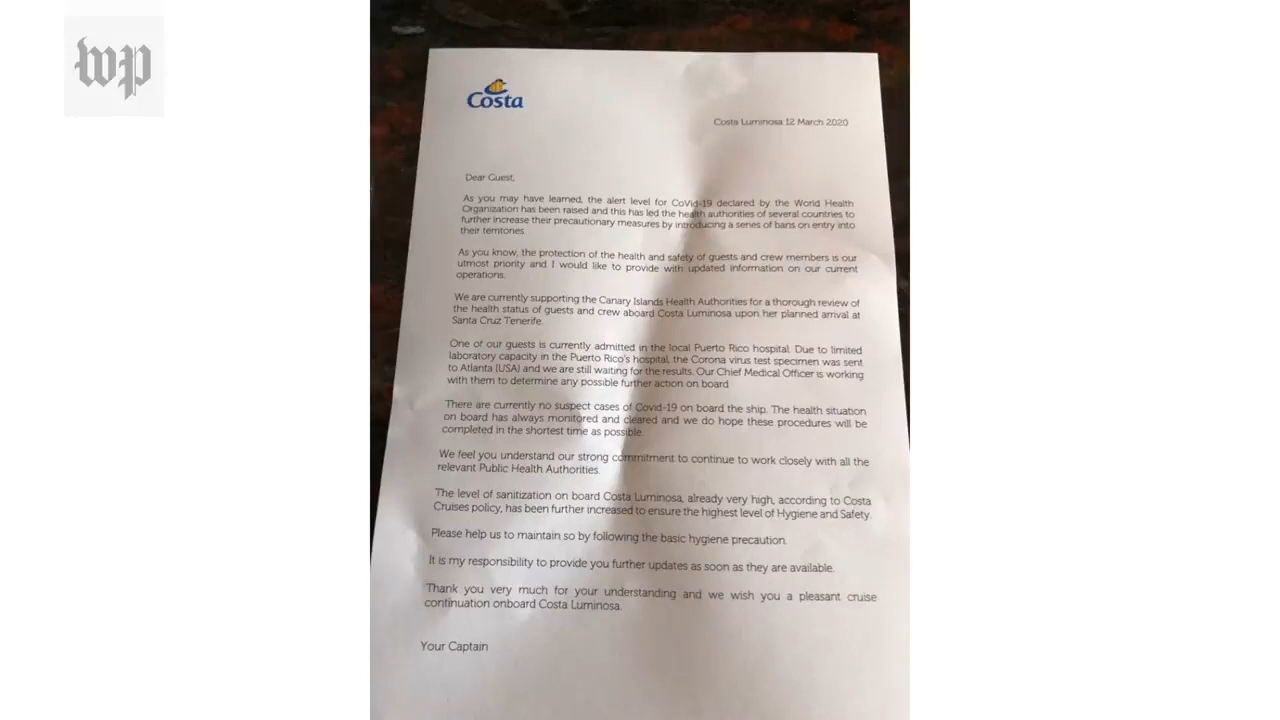 wp
Costa
Costa Luminosa 12 March 2020
Dear Guest,
As you may have learned, the alert level for CoVid-19 declared by the World Health
Organization has been raised and this has led the health authorities of several countries to
further increase their precautionary measures by introducing a series of bans on entry into
their territories.
As you know, the protection of the health and safety of guests and crew members is our
utmost priority and I would like to provide with updated information on our current
operations.
We are currently supporting the Canary Islands Health Authorities for a thorough review of
the health status of guests and crew aboard Costa Luminosa upon her planned arrival at
Santa Cruz Tenerife.
One of our guests is currently admitted in the local Puerto Rico hospital. Due to limited
laboratory capacity in the Puerto Rico's hospital, the Corona virus test specimen was sent
to Atlanta (USA) and we are still waiting for the results. Our Chief Medical Officer is working
with them to determine any possible further action on board
There are currently no suspect cases of Covid-19 on board the ship. The health situation
on board has always monitored and cleared and we do hope these procedures will be
completed in the shortest time as possible.
We feel you understand our strong commitment to continue to work closely with all the
relevant Public Health Authorities.
The level of sanitization on board Costa Luminosa, already very high, according to Costa
Cruises policy, has been further increased to ensure the highest level of Hygiene and Safety.
Please help us to maintain so by following the basic hygiene precaution.
It is my responsibility to provide you further updates as soon as they are available.
Thank you very much for your understanding and we wish you a pleasant cruise
continuation onboard Costa Luminosa.
Your Captain